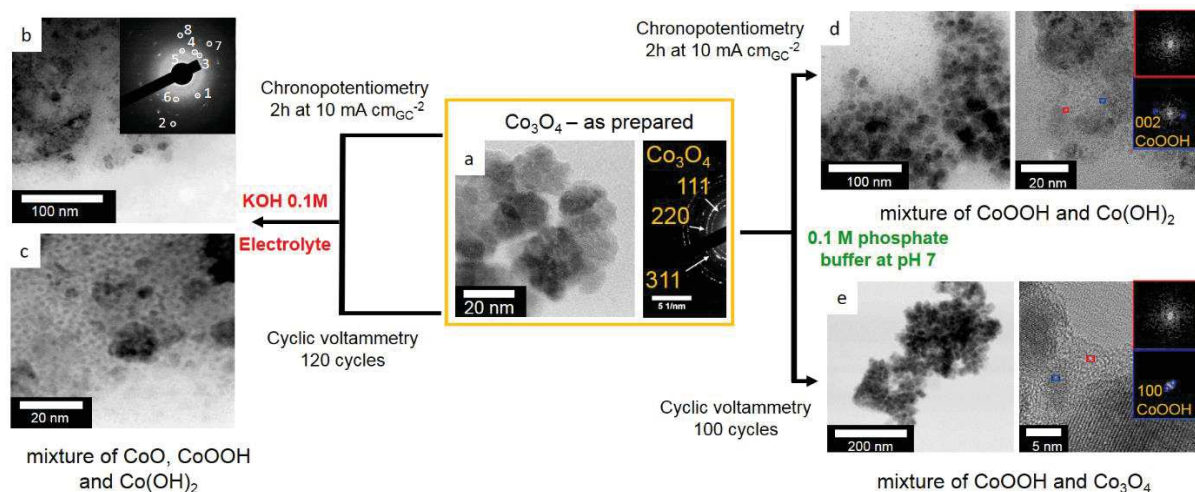 b
8
4
7
5
3
6
1
2
100 nm
c
20 nm
mixture of CoO, CoOOH
and Co(OH)2
Chronopotentiometry
2h at 10 mA cmGC-2
KOH 0.1M
Electrolyte
Cyclic voltammetry
120 cycles
Co3O4 – as prepared
a
20 nm
Co3O4
111
220
311
5 1/nm
Chronopotentiometry
2h at 10 mA cmGC-2
0.1 M phosphate
buffer at pH 7
Cyclic voltammetry
100 cycles
d
100 nm
20 nm
002
CoOOH
mixture of CoOOH and Co(OH)2
e
200 nm
5 nm
100
CoOOH
mixture of CoOOH and Co3O4